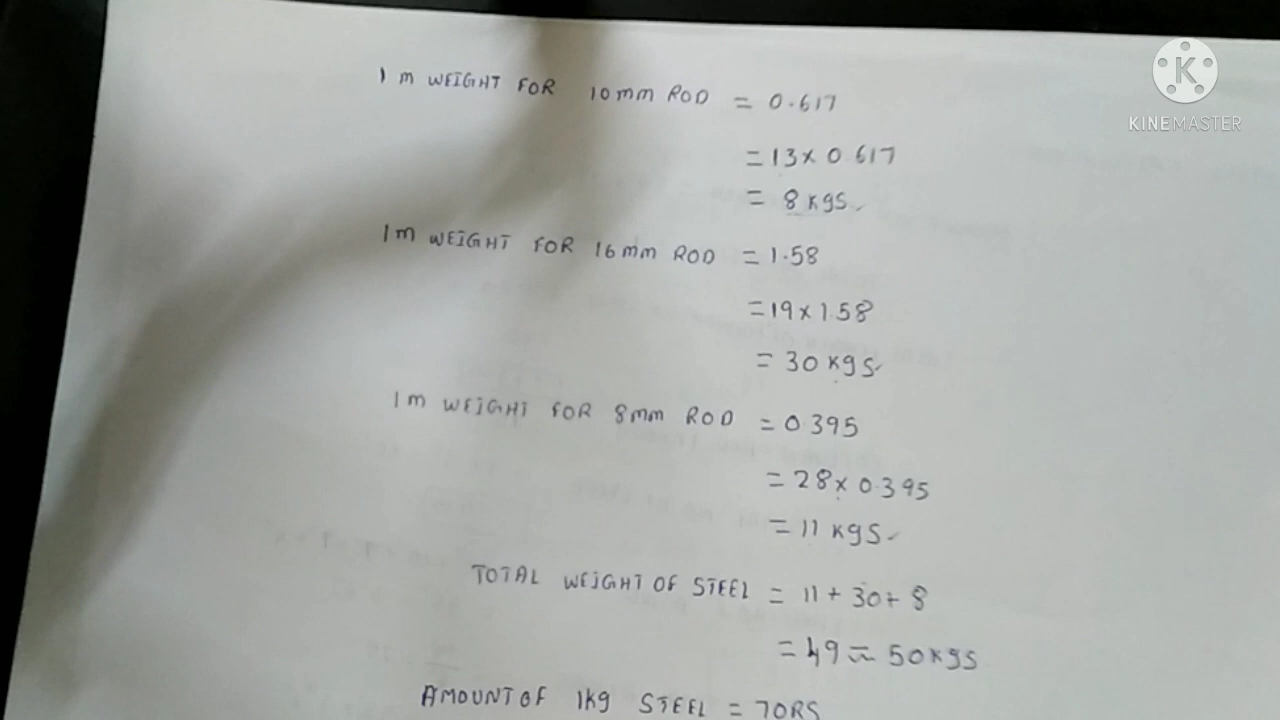 1 m WEIGHT FOR 10mm ROD = 0.617
= 13 x 0.617
= 8 kgs
1m WEIGHT FOR 16mm ROD = 1.58
= 19 x 1.58
= 30 kgs
1m WEIGHT FOR 8mm ROD = 0.395
= 28 x 0.395
= 11 kgs
TOTAL WEIGHT OF STEEL = 11 + 30 + 8
= 49 ≈ 50 kgs
AMOUNT OF 1kg STEEL = 70RS
K
KINEMASTER